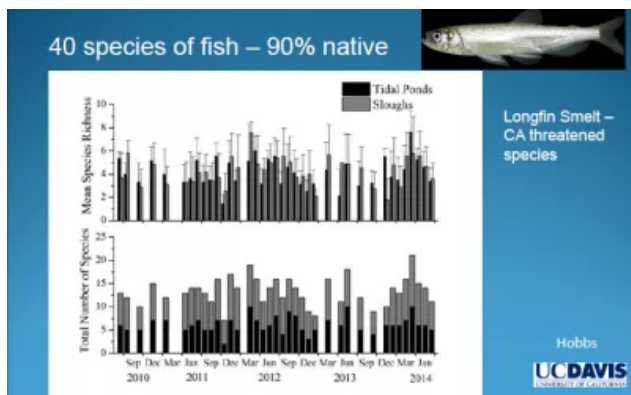 40 species of fish – 90% native
Longfin Smelt –
CA threatened
species
Tidal Ponds
Sloughs
Mean Species Richness
10
8
6
4
2
0
Total Number of Species
25
20
15
10
5
0
Sep Dec Mar Jun Sep Dec Mar Jun Sep Dec Mar Jun Sep Dec Mar Jun
2010 2011 2012 2013 2014
Hobbs
UCDAVIS
UNIVERSITY OF CALIFORNIA